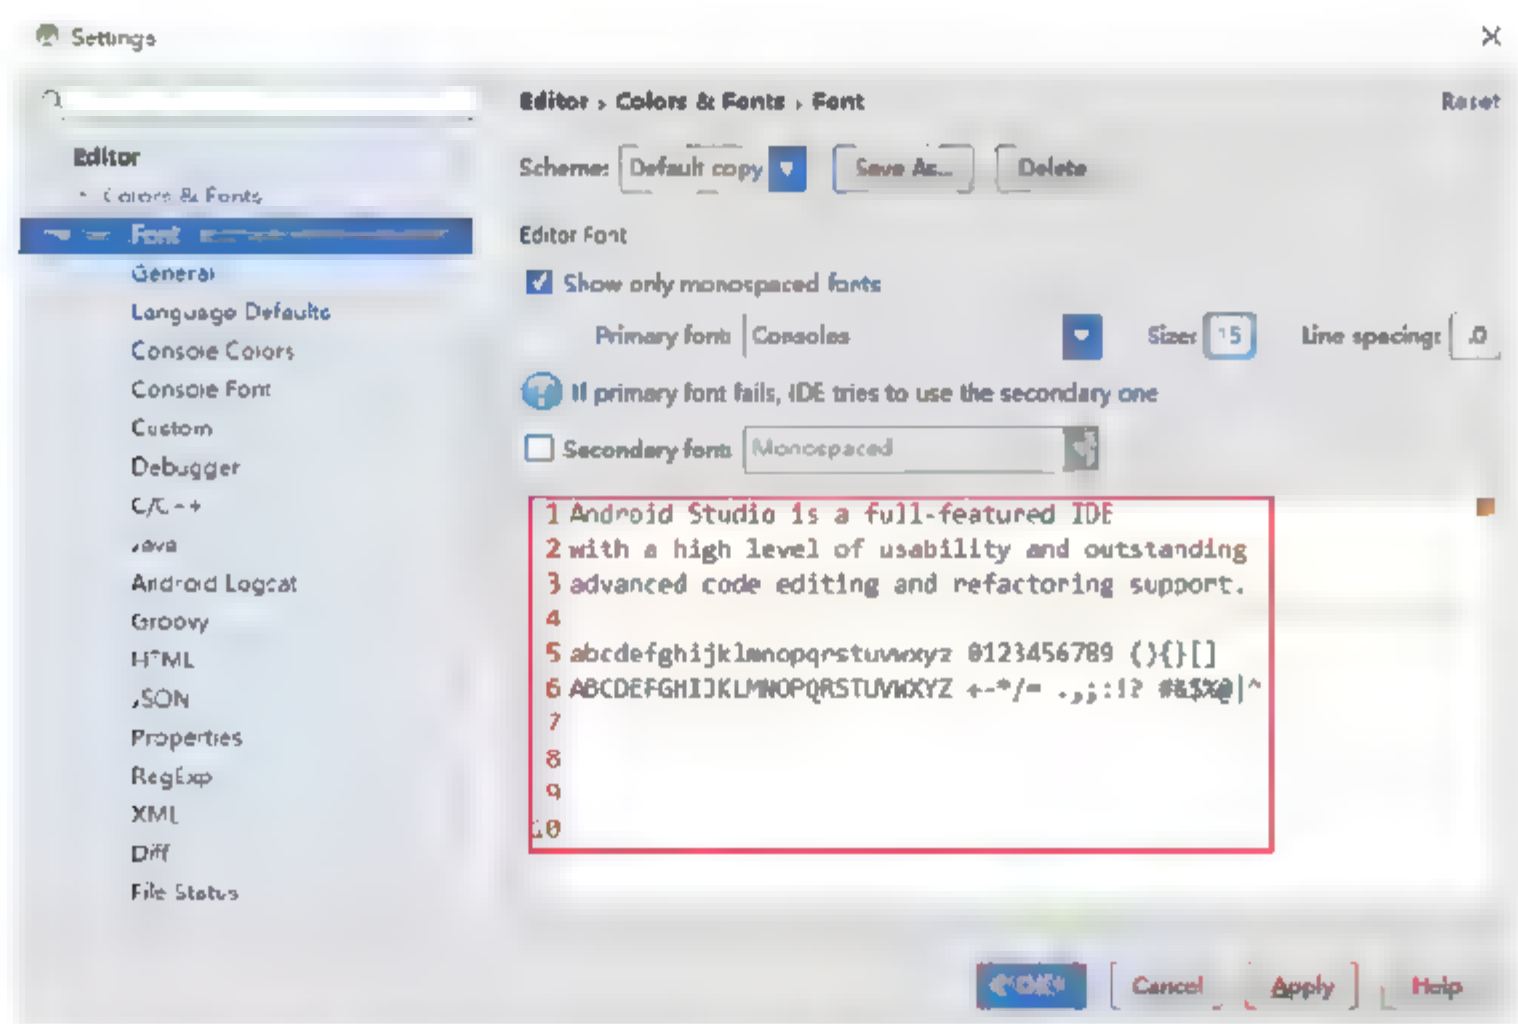 Settings
Editor › Colors & Fonts › Font
Reset
Editor
Colors & Fonts
Font
General
Language Defaults
Console Colors
Console Font
Custom
Debugger
C/C++
Java
Android Logcat
Groovy
HTML
JSON
Properties
RegExp
XML
Diff
File Status
Scheme: Default copy Save As... Delete
Editor Font
Show only monospaced fonts
Primary font: Consolas Size: 15 Line spacing: .0
If primary font fails, IDE tries to use the secondary one
Secondary font: Monospaced
1 Android Studio is a full-featured IDE
2 with a high level of usability and outstanding
3 advanced code editing and refactoring support.
4
5 abcdefghijklmnopqrstuvwxyz 0123456789 (){}[]
6 ABCDEFGHIJKLMNOPQRSTUVWXYZ +-*/= .,;:!? #&$%@|^
7
8
9
10
OK Cancel Apply Help